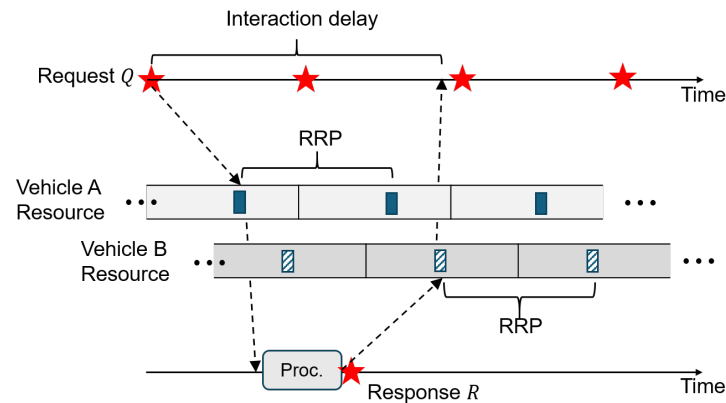 Interaction delay
Request Q
Time
RRP
Vehicle A
Resource
•••
•••
Vehicle B
Resource
•••
•••
RRP
Proc.
Response R
Time